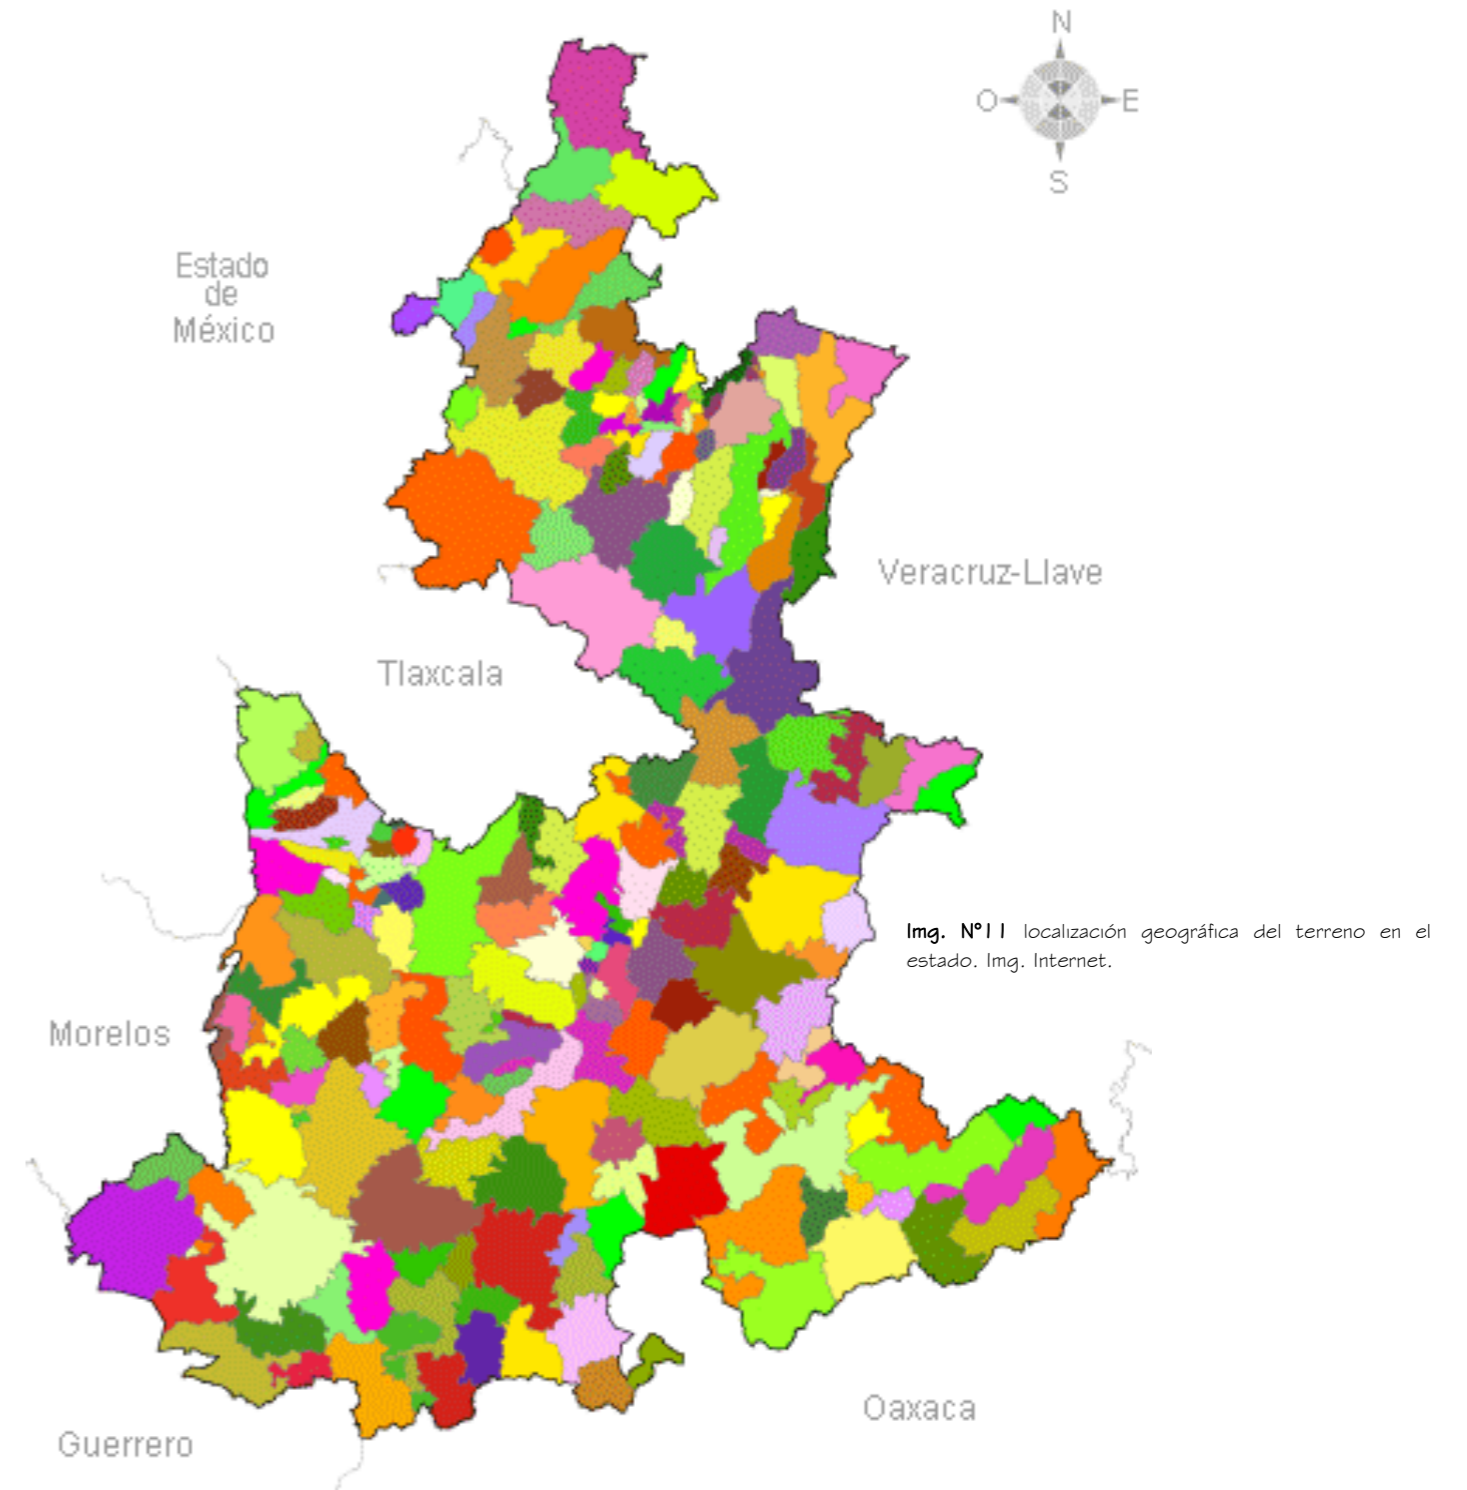 N
O E
S
Estado
de
México
Veracruz-Llave
Tlaxcala
Img. Nº11 localización geográfica del terreno en el
estado. Img. Internet.
Morelos
Oaxaca
Guerrero